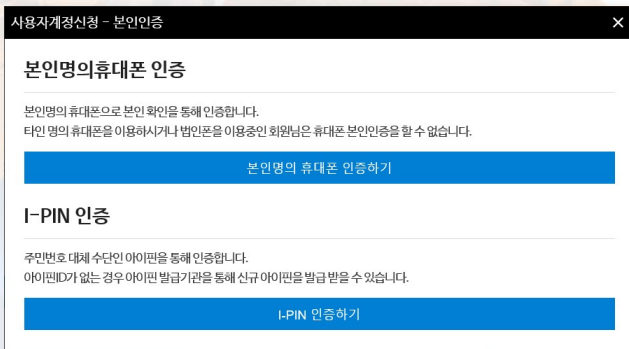 사용자계정신청 - 본인인증
본인명의휴대폰 인증
본인명의 휴대폰으로 본인 확인을 통해 인증합니다.
타인 명의 휴대폰을 이용하시거나 법인폰을 이용중인 회원님은 휴대폰 본인인증을 할 수 없습니다.
본인명의 휴대폰 인증하기
I-PIN 인증
주민번호 대체 수단인 아이핀을 통해 인증합니다.
아이핀ID가 없는 경우 아이핀 발급기관을 통해 신규 아이핀을 발급 받을 수 있습니다.
I-PIN 인증하기